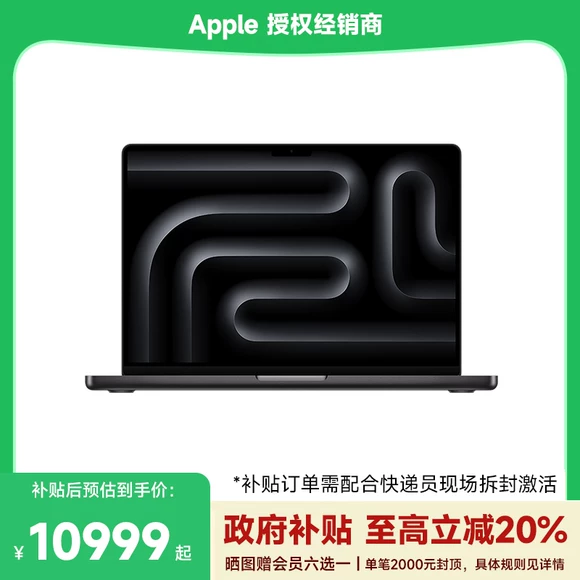 Apple 授权经销商
*补贴订单需配合快递员现场拆封激活
补贴后预估到手价：
¥10999起
政府补贴 至高立减20%
晒图赠会员六选一 | 单笔2000元封顶，具体规则见详情